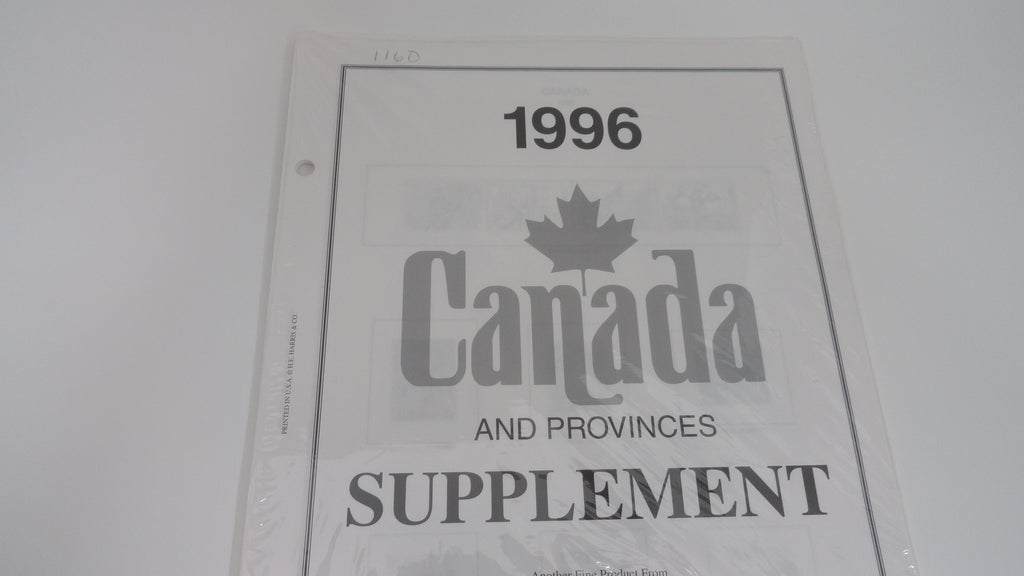 1160
CANADA
1996
Canada
AND PROVINCES
SUPPLEMENT
Another Fine Product From
PRINTED IN U.S.A. © H.E. HARRIS & CO.